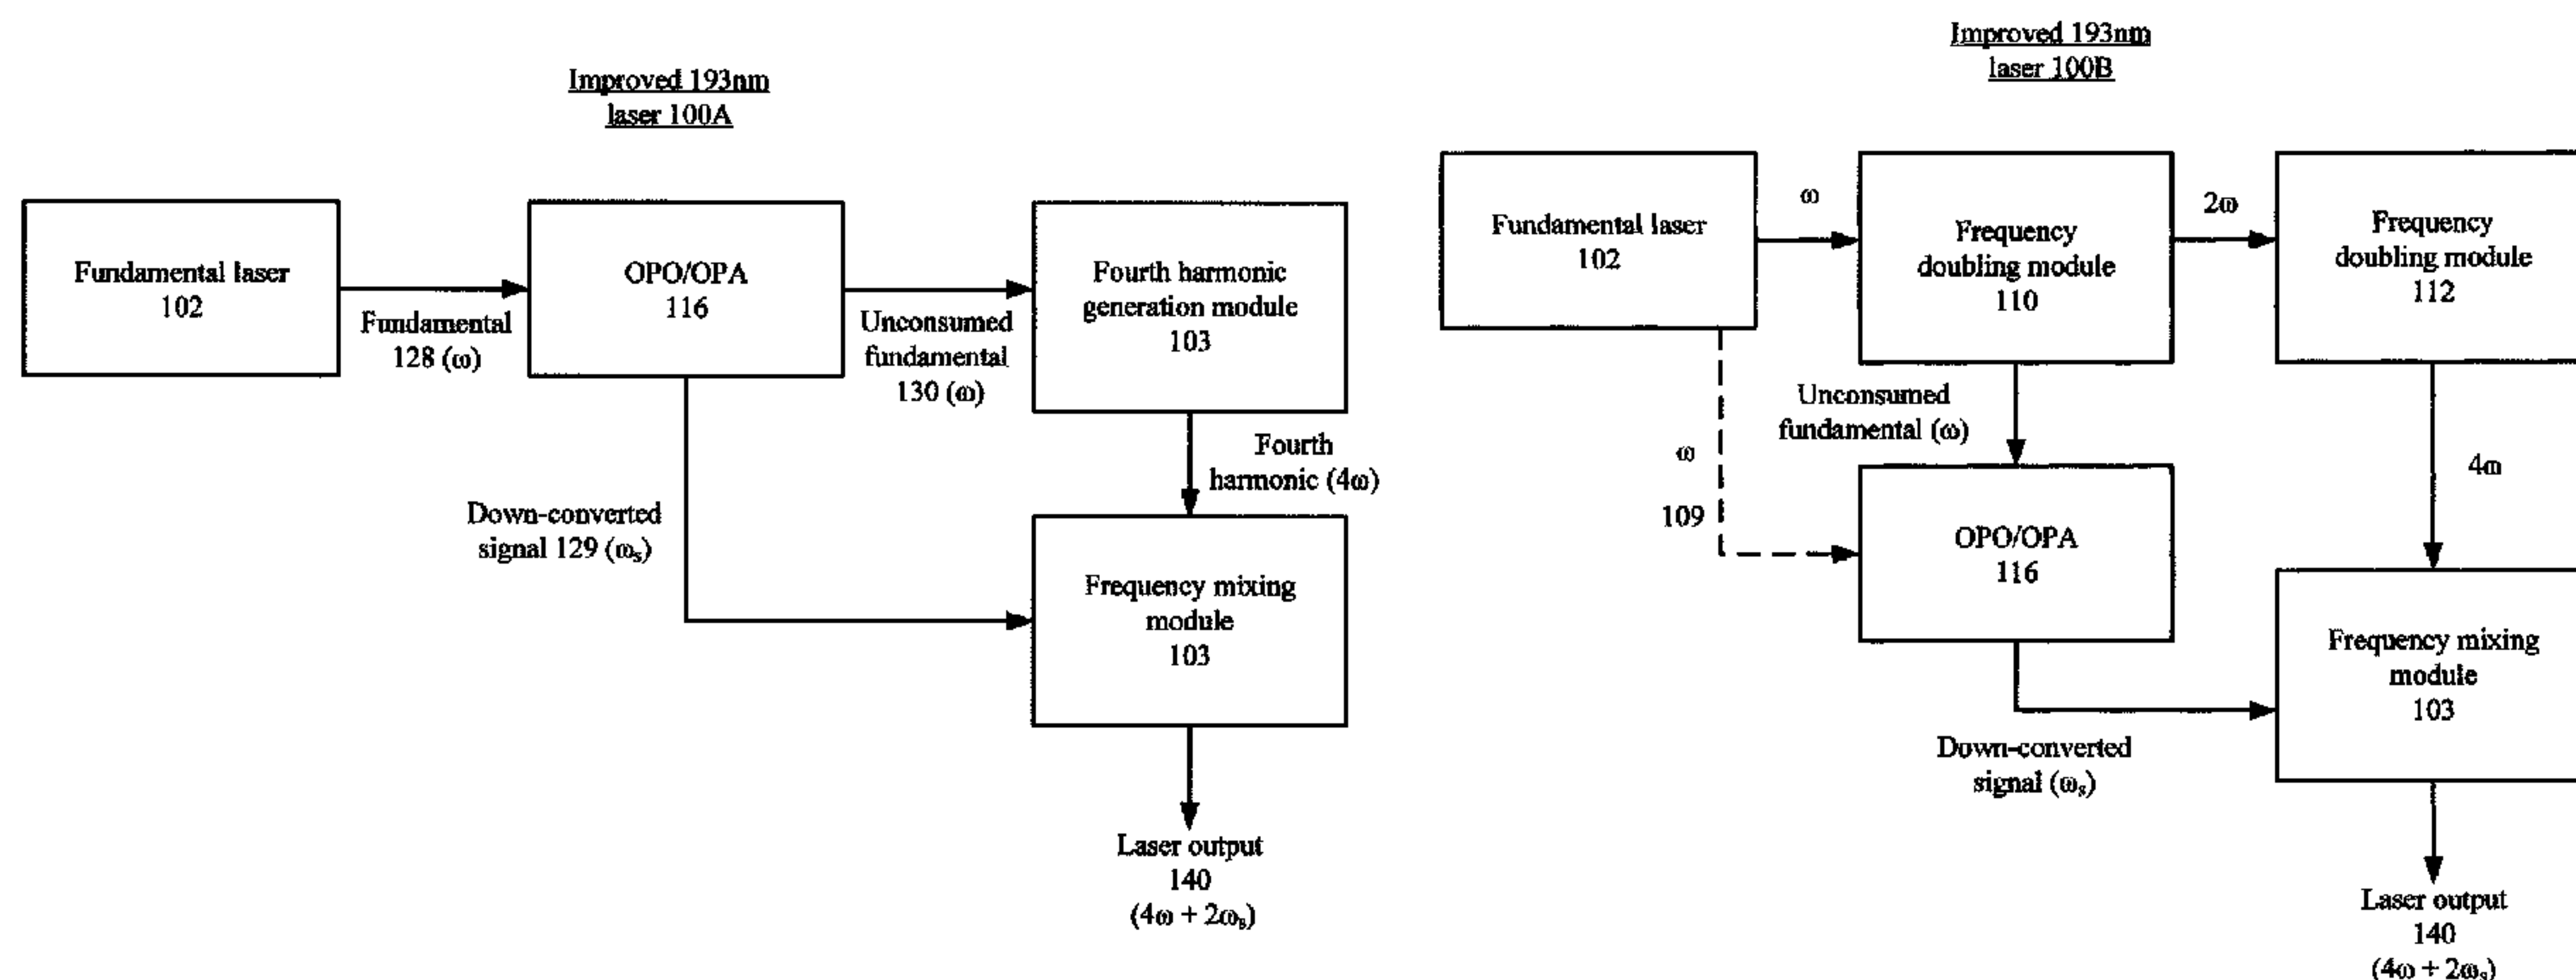 Improved 193nm
laser 100A
Fundamental laser
102
Fundamental
128 (ω)
OPO/OPA
116
Unconsumed
fundamental
130 (ω)
Fourth harmonic
generation module
103
Fourth
harmonic (4ω)
Down-converted
signal 129 (ωs)
Frequency mixing
module
103
Laser output
140
(4ω + 2ωs)
Improved 193nm
laser 100B
Fundamental laser
102
ω
Frequency
doubling module
110
2ω
Frequency
doubling module
112
Unconsumed
fundamental (ω)
ω
109
4ω
OPO/OPA
116
Frequency mixing
module
103
Down-converted
signal (ωs)
Laser output
140
(4ω + 2ωs)